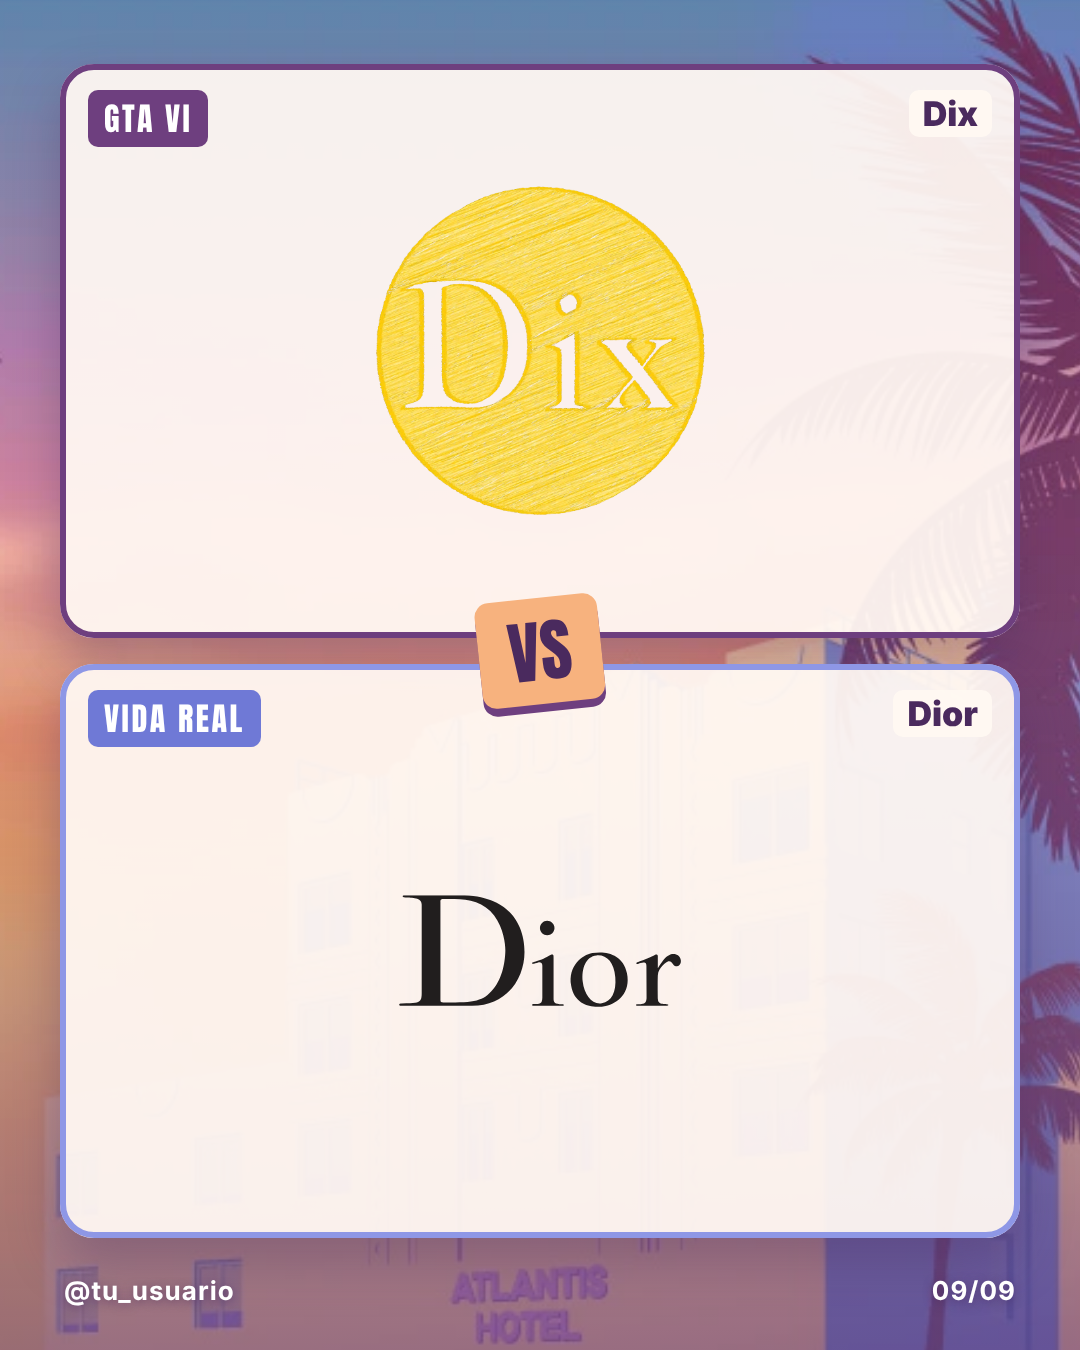 GTA VI
Dix
Dix
VS
VIDA REAL
Dior
Dior
@tu_usuario
ATLANTIS
HOTEL
09/09